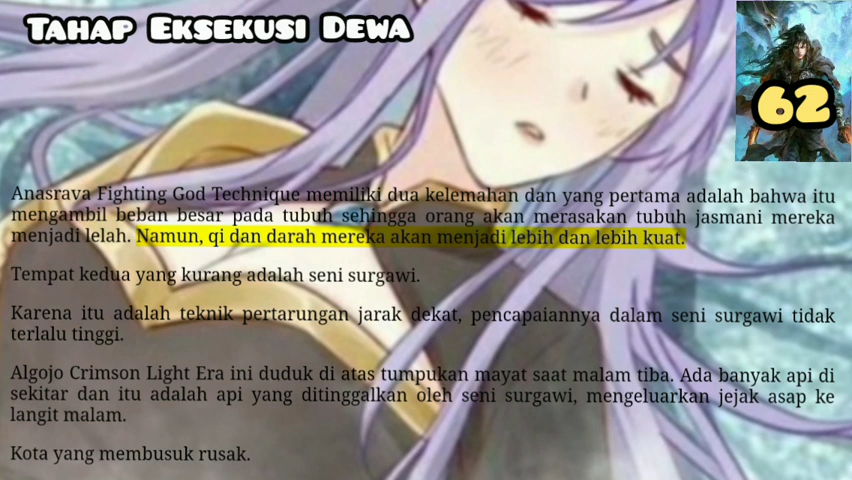 Tahap Eksekusi Dewa
62
Anasrava Fighting God Technique memiliki dua kelemahan dan yang pertama adalah bahwa itu
mengambil beban besar pada tubuh sehingga orang akan merasakan tubuh jasmani mereka
menjadi lelah. Namun, qi dan darah mereka akan menjadi lebih dan lebih kuat.
Tempat kedua yang kurang adalah seni surgawi.
Karena itu adalah teknik pertarungan jarak dekat, pencapaiannya dalam seni surgawi tidak
terlalu tinggi.
Algojo Crimson Light Era ini duduk di atas tumpukan mayat saat malam tiba. Ada banyak api di
sekitar dan itu adalah api yang ditinggalkan oleh seni surgawi, mengeluarkan jejak asap ke
langit malam.
Kota yang membusuk rusak.